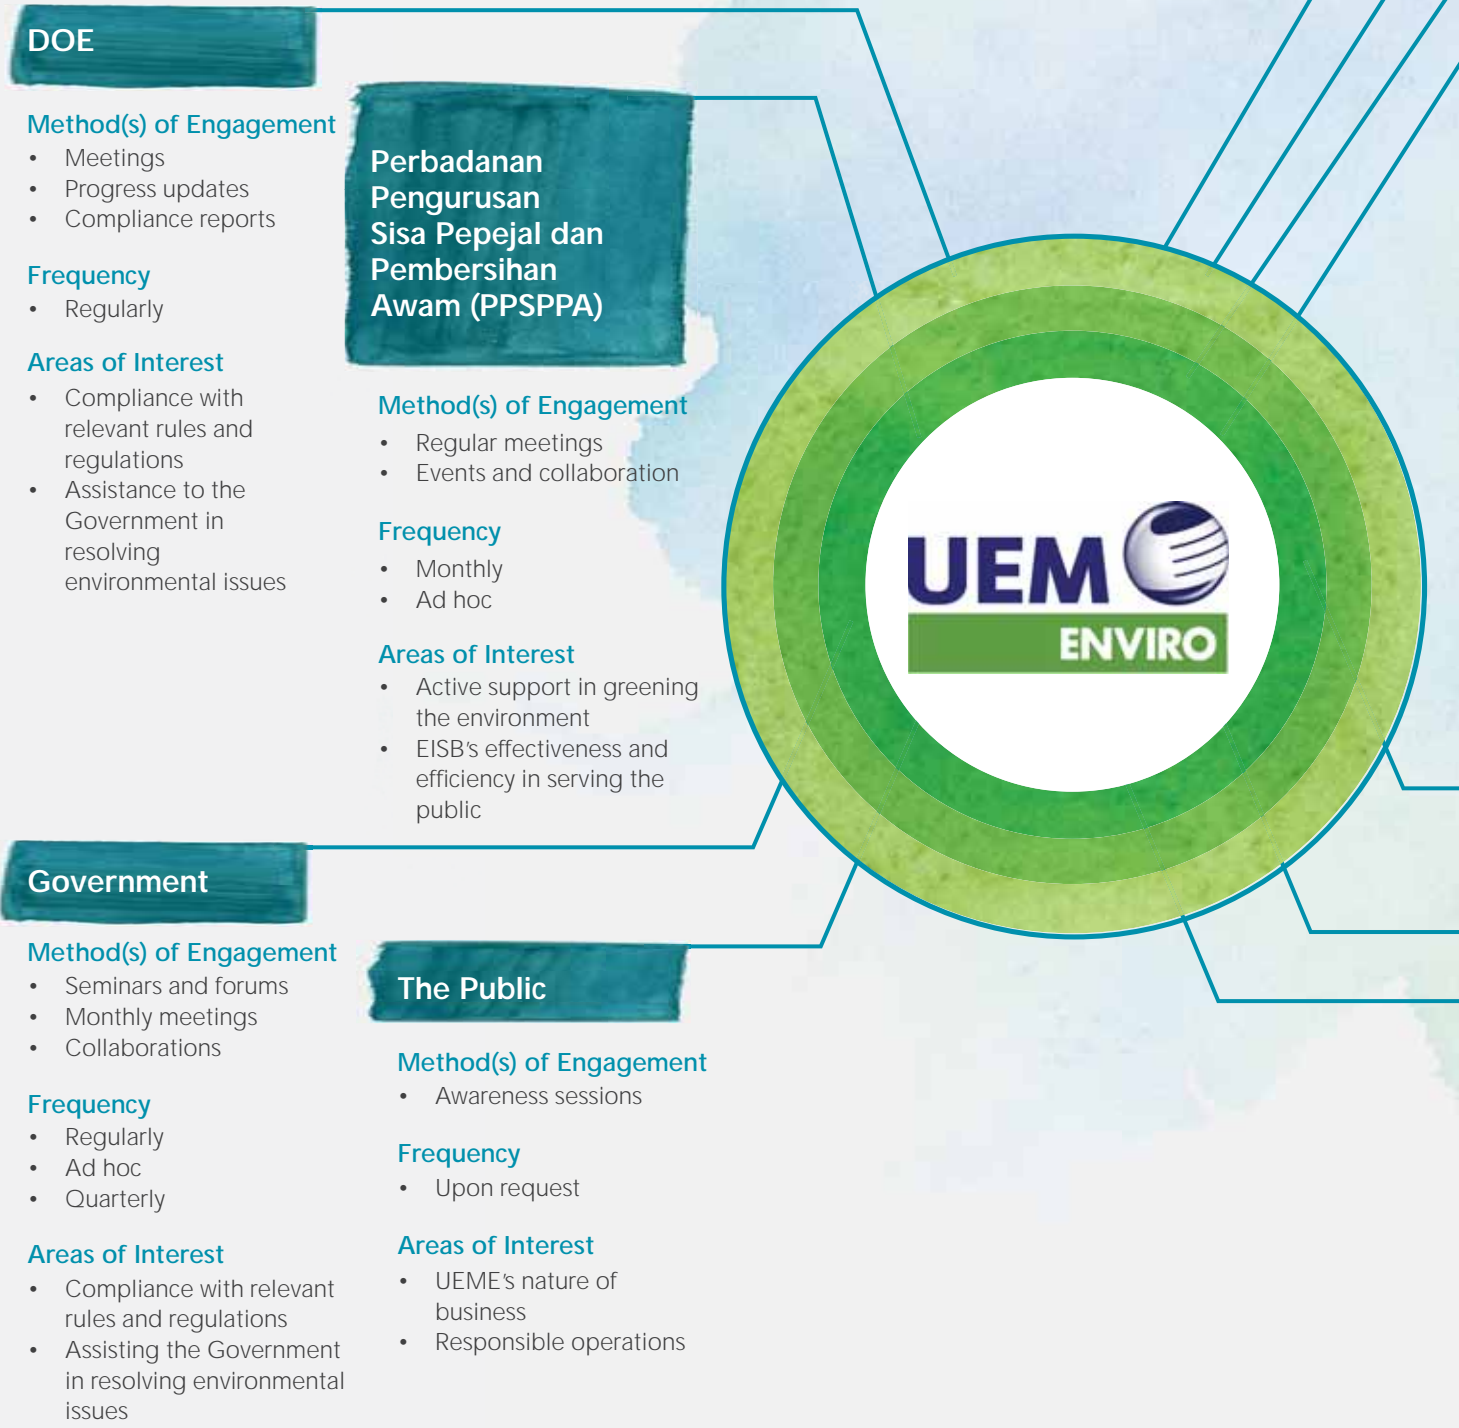 DOE
Method(s) of Engagement
• Meetings
• Progress updates
• Compliance reports
Frequency
• Regularly
Areas of Interest
• Compliance with
relevant rules and
regulations
• Assistance to the
Government in
resolving
environmental issues
Perbadanan
Pengurusan
Sisa Pepejal dan
Pembersihan
Awam (PPSPPA)
Method(s) of Engagement
• Regular meetings
• Events and collaboration
Frequency
• Monthly
• Ad hoc
Areas of Interest
• Active support in greening
the environment
• EISB's effectiveness and
efficiency in serving the
public
UEM
ENVIRO
Government
Method(s) of Engagement
• Seminars and forums
• Monthly meetings
• Collaborations
Frequency
• Regularly
• Ad hoc
• Quarterly
Areas of Interest
• Compliance with relevant
rules and regulations
• Assisting the Government
in resolving environmental
issues
The Public
Method(s) of Engagement
• Awareness sessions
Frequency
• Upon request
Areas of Interest
• UEME's nature of
business
• Responsible operations